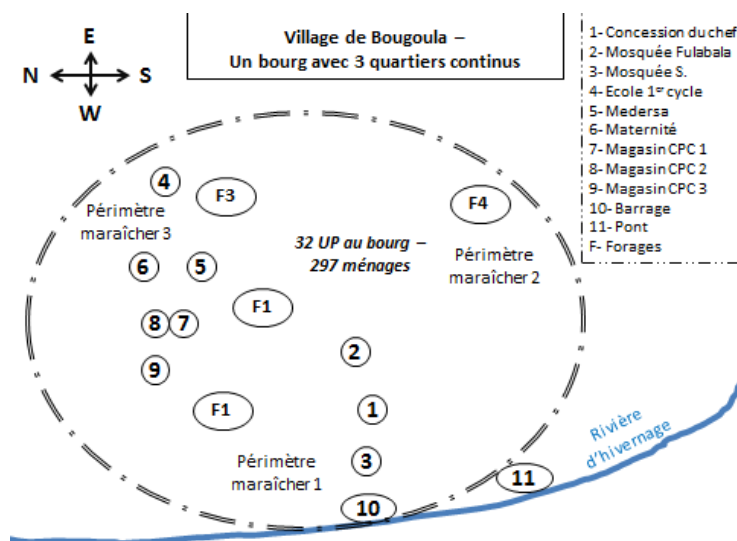 E
N
S
W
Village de Bougoula –
Un bourg avec 3 quartiers continus
1- Concession du chef
2- Mosquée Fulabala
3- Mosquée S.
4- Ecole 1er cycle
5- Medersa
6- Maternité
7- Magasin CPC 1
8- Magasin CPC 2
9- Magasin CPC 3
10- Barrage
11- Pont
F- Forages
4
F3
F4
Périmètre
maraîcher 3
32 UP au bourg –
297 ménages
Périmètre
maraîcher 2
6
5
F1
8
7
2
9
F1
1
Rivière
d'hivernage
Périmètre
maraîcher 1
3
11
10